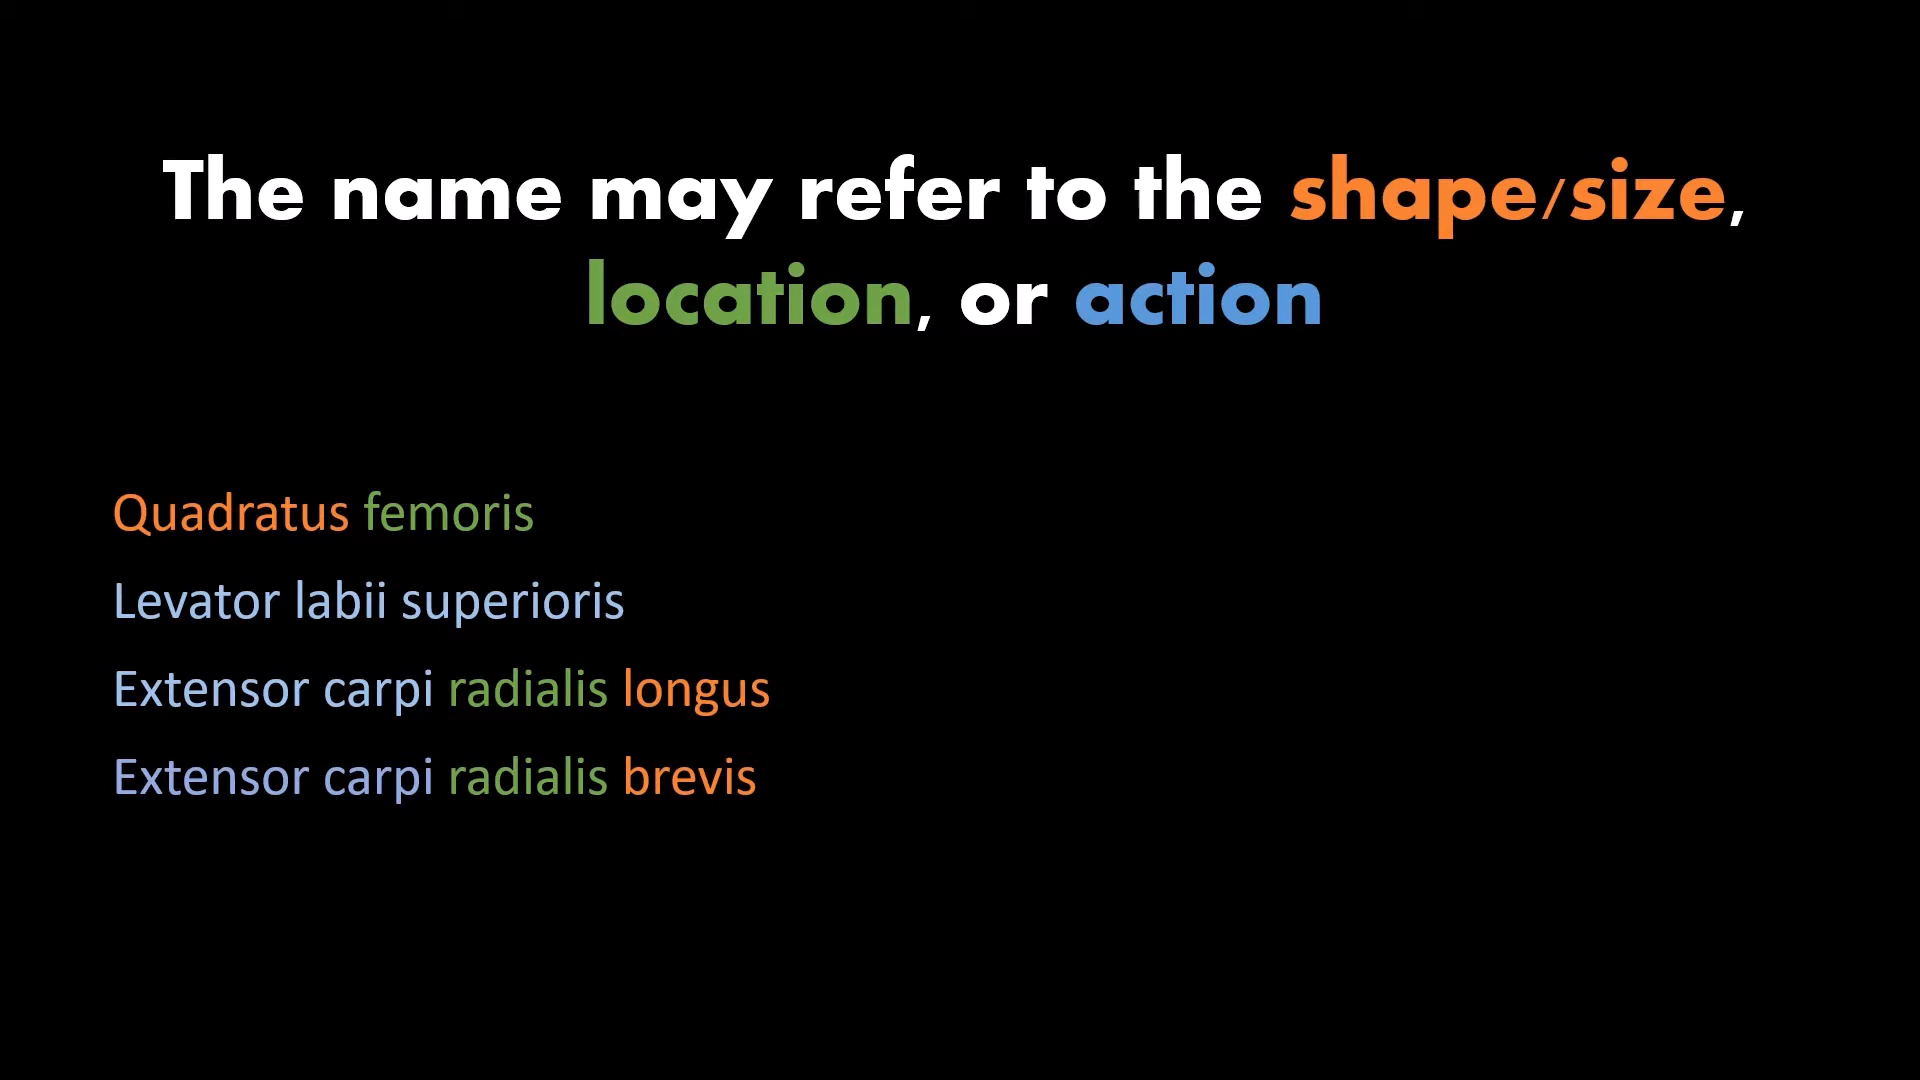 The name may refer to the shape/size,
location, or action
Quadratus femoris
Levator labii superioris
Extensor carpi radialis longus
Extensor carpi radialis brevis